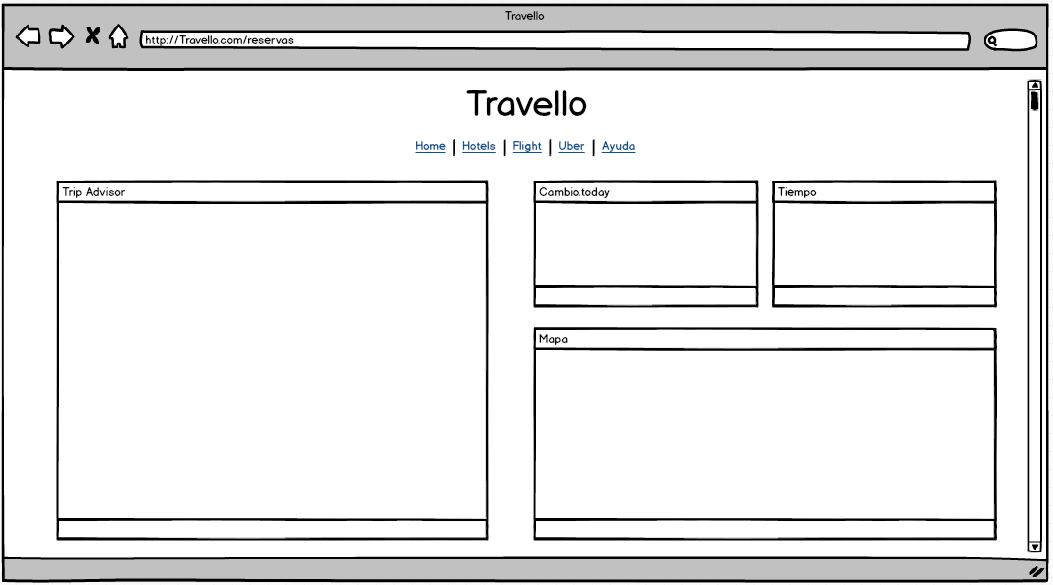 Travello
http://Travello.com/reservas
Travello
Home | Hotels | Flight | Uber | Ayuda
Trip Advisor
Cambio.today
Tiempo
Mapa